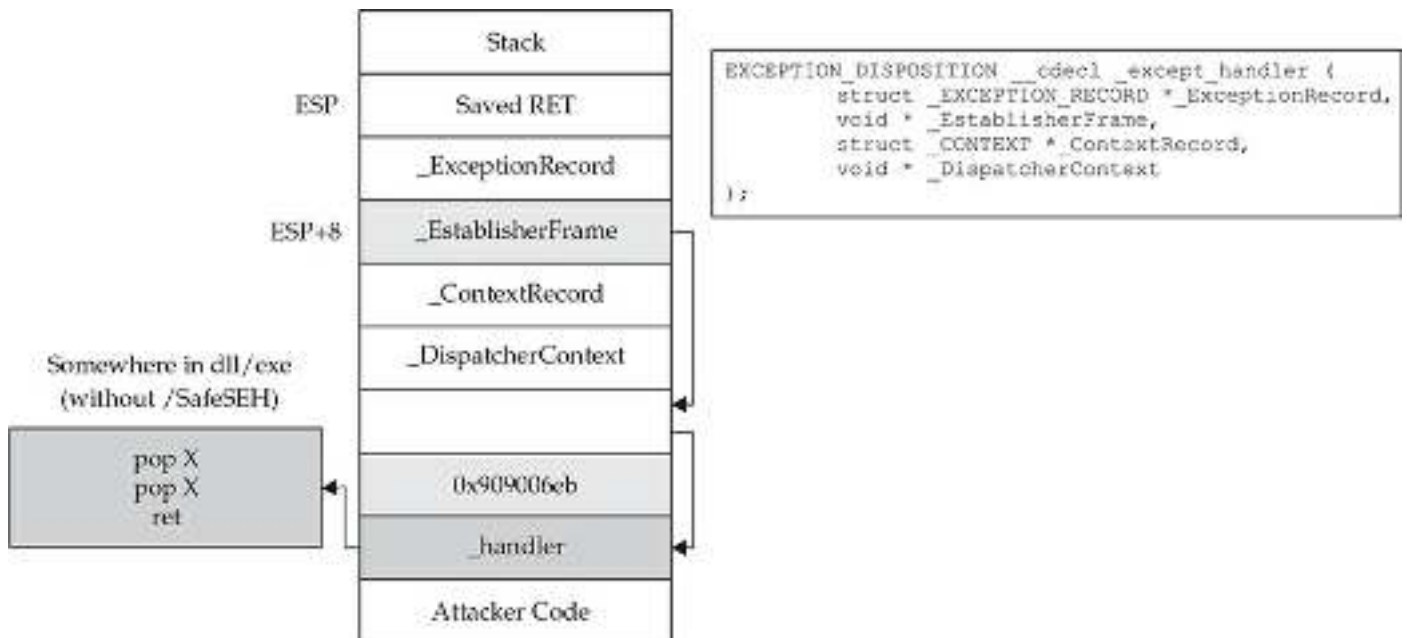 Stack
ESP
Saved RET
_ExceptionRecord
ESP+8
_EstablisherFrame
_ContextRecord
_DispatcherContext
Somewhere in dll/exe
(without /SafeSEH)
pop X
pop X
ret
0x909006eb
_handler
Attacker Code
EXCEPTION_DISPOSITION __cdecl _except_handler (
struct _EXCEPTION_RECORD *_ExceptionRecord,
void * _EstablisherFrame,
struct _CONTEXT *_ContextRecord,
void * _DispatcherContext
);